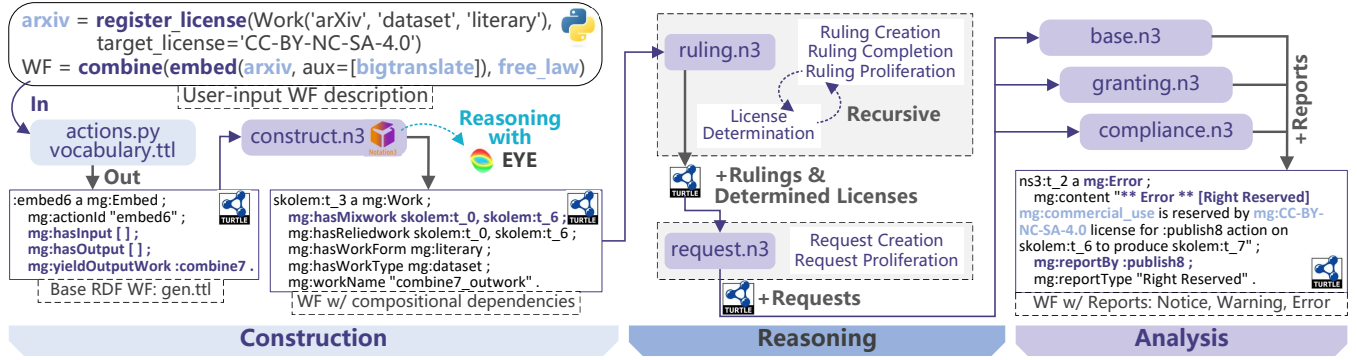 arxiv = register_license(Work('arXiv', 'dataset', 'literary'),
target_license='CC-BY-NC-SA-4.0')
WF = combine(embed(arxiv, aux=[bigtranslate]), free_law)
User-input WF description
In
actions.py
vocabulary.ttl
Out
:embed6 a mg:Embed ;
mg:actionId "embed6" ;
mg:hasInput [ ] ;
mg:hasOutput [ ] ;
mg:yieldOutputWork :combine7 .
TURTLE
Base RDF WF: gen.ttl
construct.n3
Notation3
Reasoning
with
EYE
skolem:t_3 a mg:Work ;
mg:hasMixwork skolem:t_0, skolem:t_6 ;
mg:hasReliedwork skolem:t_0, skolem:t_6 ;
mg:hasWorkForm mg:literary ;
mg:hasWorkType mg:dataset ;
mg:workName "combine7_outwork" .
TURTLE
WF w/ compositional dependencies
Construction
ruling.n3
Ruling Creation
Ruling Completion
Ruling Proliferation
License
Determination
Recursive
TURTLE
+Rulings &
Determined Licenses
request.n3
Request Creation
Request Proliferation
TURTLE
+Requests
Reasoning
base.n3
granting.n3
compliance.n3
+Reports
ns3:t_2 a mg:Error ;
mg:content "** Error ** [Right Reserved]
mg:commercial_use is reserved by mg:CC-BY-
NC-SA-4.0 license for :publish8 action on
skolem:t_6 to produce skolem:t_7" ;
mg:reportBy :publish8 ;
mg:reportType "Right Reserved" .
TURTLE
WF w/ Reports: Notice, Warning, Error
Analysis